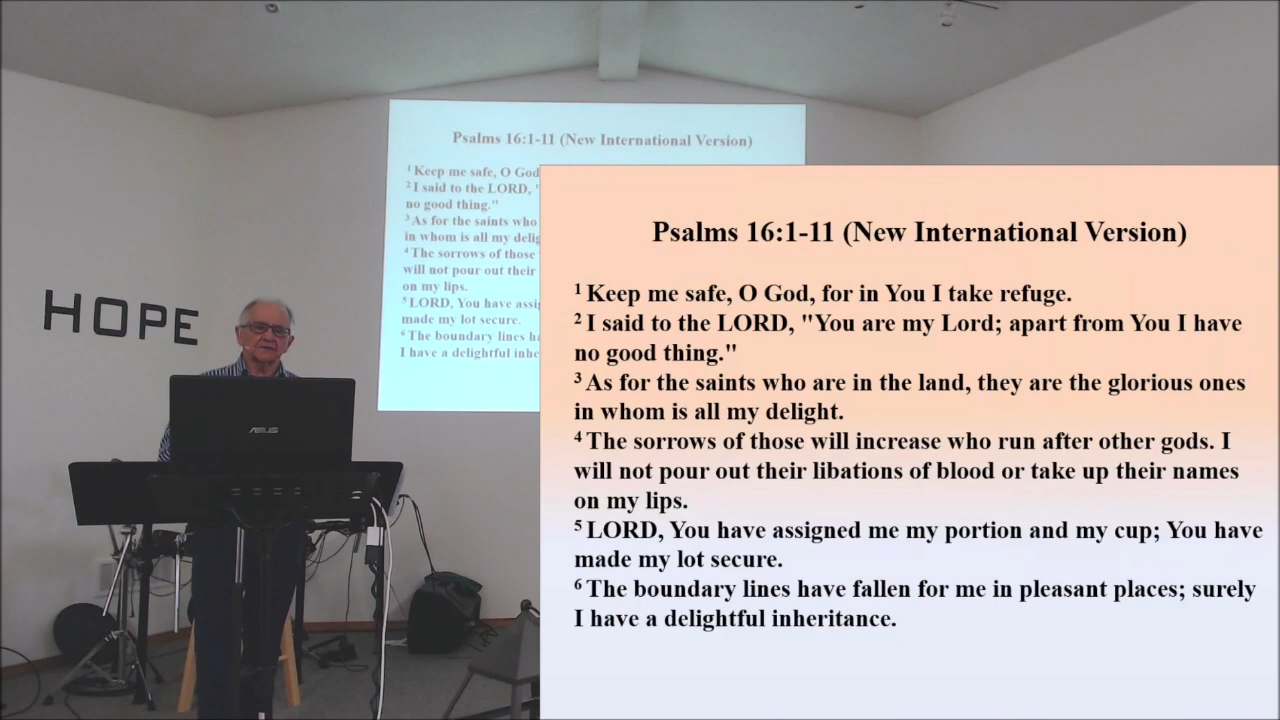 Psalms 16:1-11 (New International Version)
1 Keep me safe, O God
2 I said to the LORD, "
no good thing."
3 As for the saints who
in whom is all my delig
4 The sorrows of those
will not pour out their
on my lips.
5 LORD, You have assig
made my lot secure.
6 The boundary lines ha
I have a delightful inhe
HOPE
ASUS
Psalms 16:1-11 (New International Version)
1 Keep me safe, O God, for in You I take refuge.
2 I said to the LORD, "You are my Lord; apart from You I have
no good thing."
3 As for the saints who are in the land, they are the glorious ones
in whom is all my delight.
4 The sorrows of those will increase who run after other gods. I
will not pour out their libations of blood or take up their names
on my lips.
5 LORD, You have assigned me my portion and my cup; You have
made my lot secure.
6 The boundary lines have fallen for me in pleasant places; surely
I have a delightful inheritance.